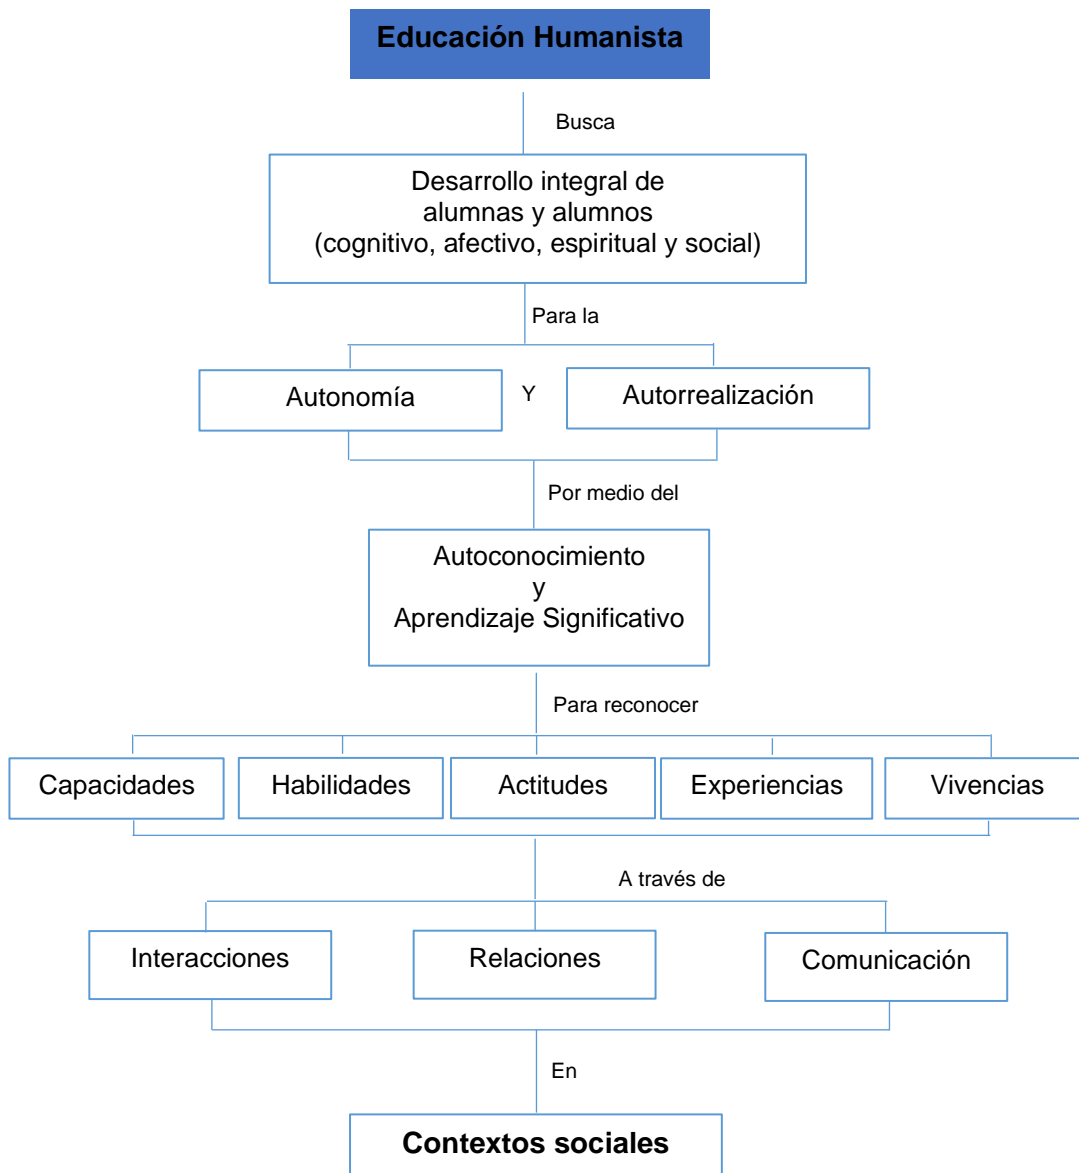 Educación Humanista
Busca
Desarrollo integral de
alumnas y alumnos
(cognitivo, afectivo, espiritual y social)
Para la
Autonomía
Y
Autorrealización
Por medio del
Autoconocimiento
y
Aprendizaje Significativo
Para reconocer
Capacidades
Habilidades
Actitudes
Experiencias
Vivencias
A través de
Interacciones
Relaciones
Comunicación
En
Contextos sociales